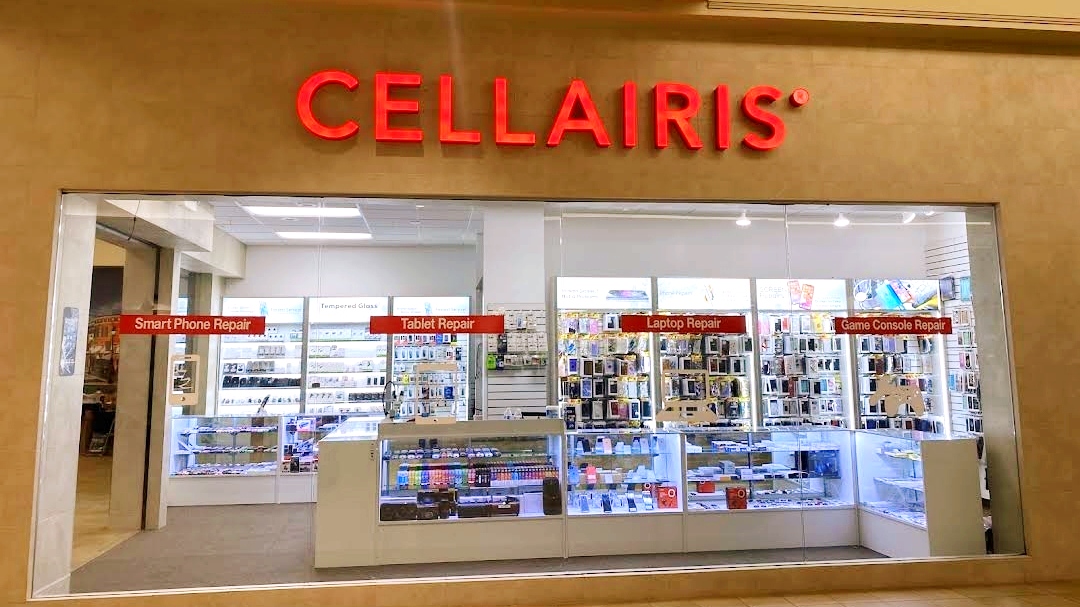 CELLAIRIS
Tempered Glass
Smart Phone Repair
Tablet Repair
Laptop Repair
Game Console Repair